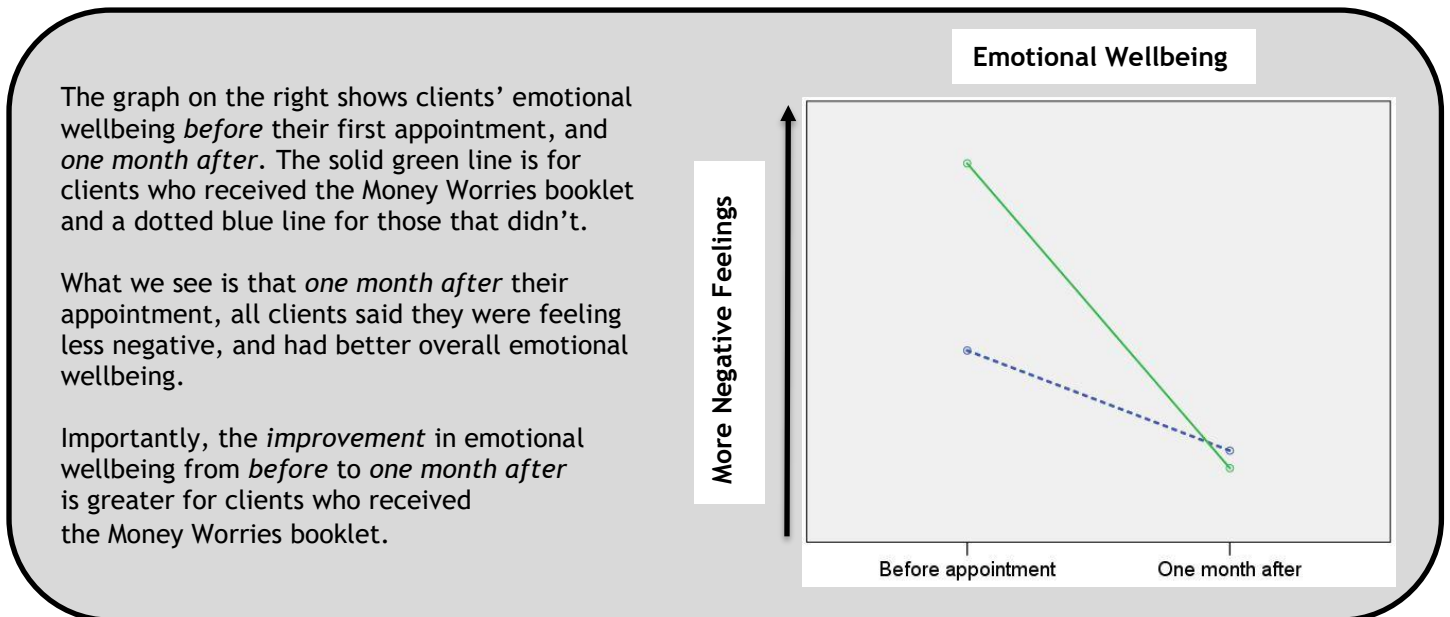 The graph on the right shows clients’ emotional
wellbeing before their first appointment, and
one month after. The solid green line is for
clients who received the Money Worries booklet
and a dotted blue line for those that didn’t.
What we see is that one month after their
appointment, all clients said they were feeling
less negative, and had better overall emotional
wellbeing.
Importantly, the improvement in emotional
wellbeing from before to one month after
is greater for clients who received
the Money Worries booklet.
Emotional Wellbeing
More Negative Feelings
Before appointment
One month after